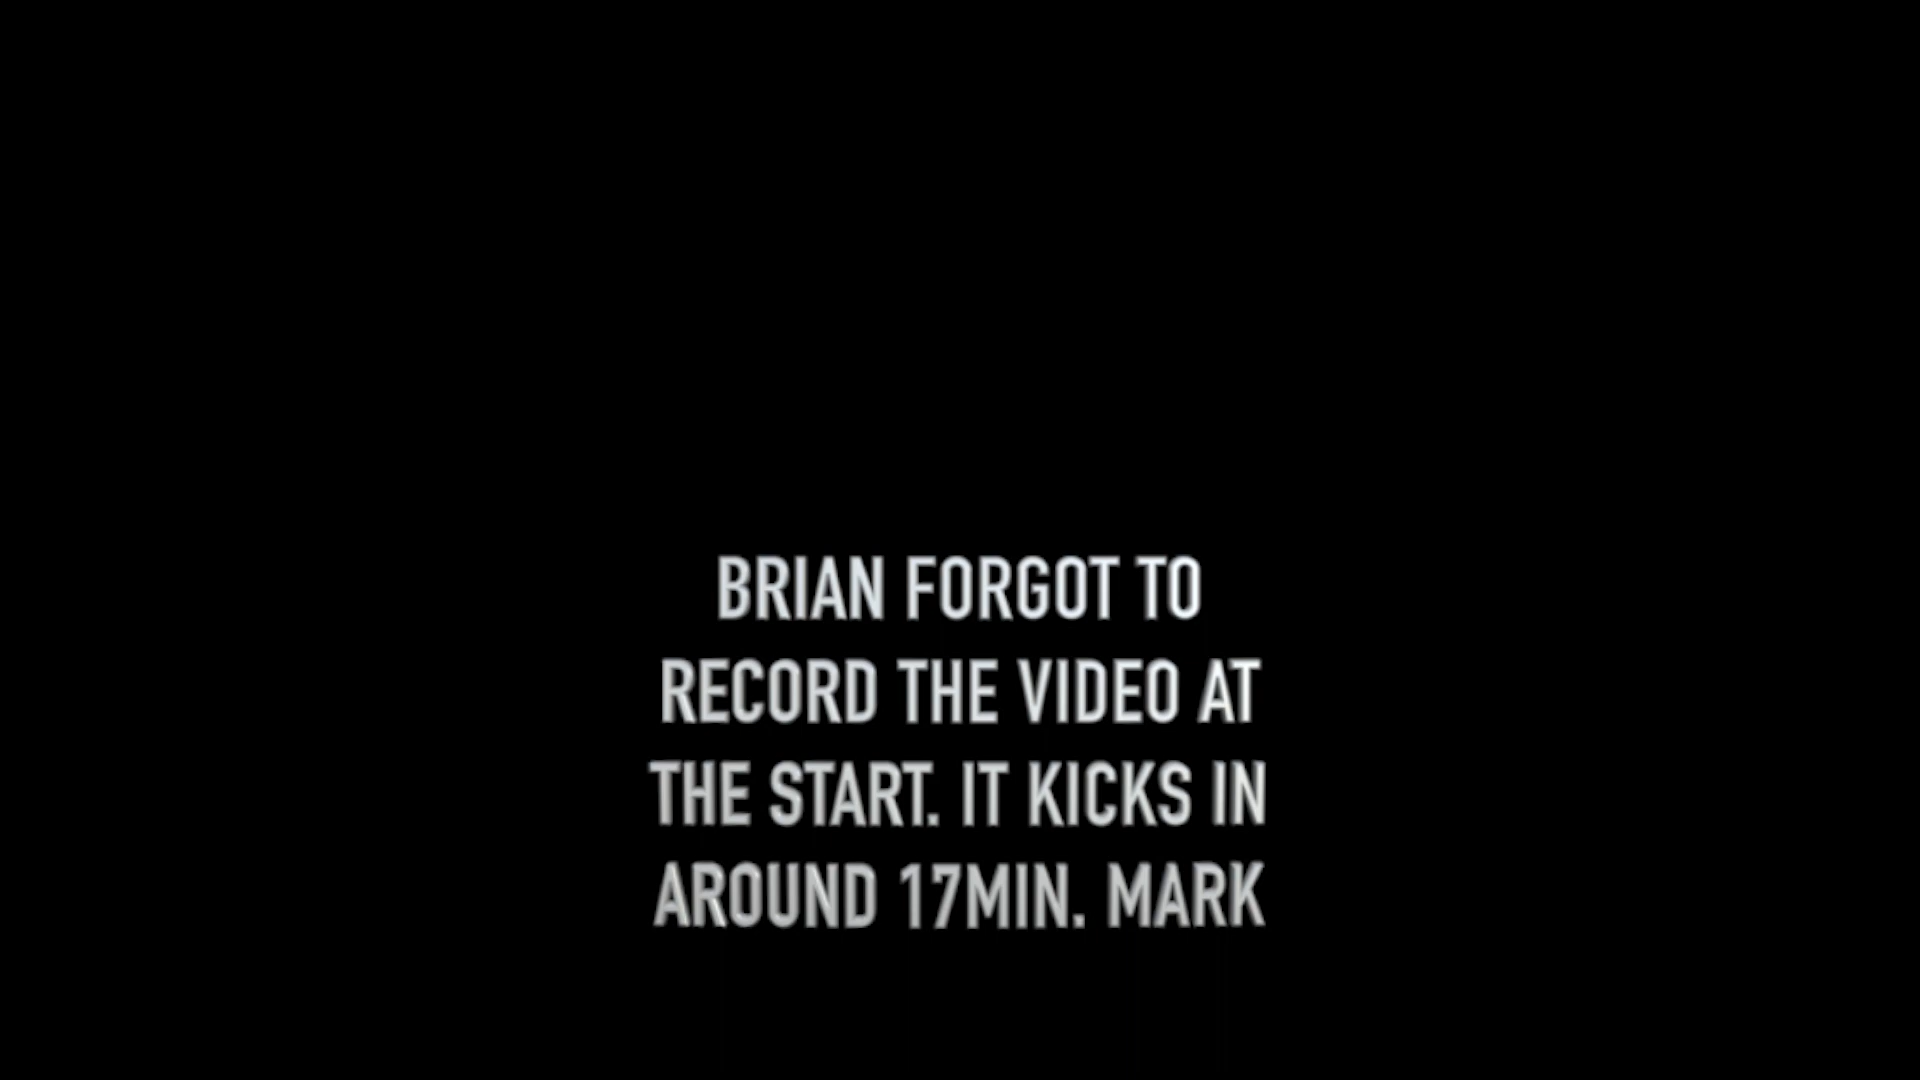 BRIAN FORGOT TO
RECORD THE VIDEO AT
THE START. IT KICKS IN
AROUND 17MIN. MARK